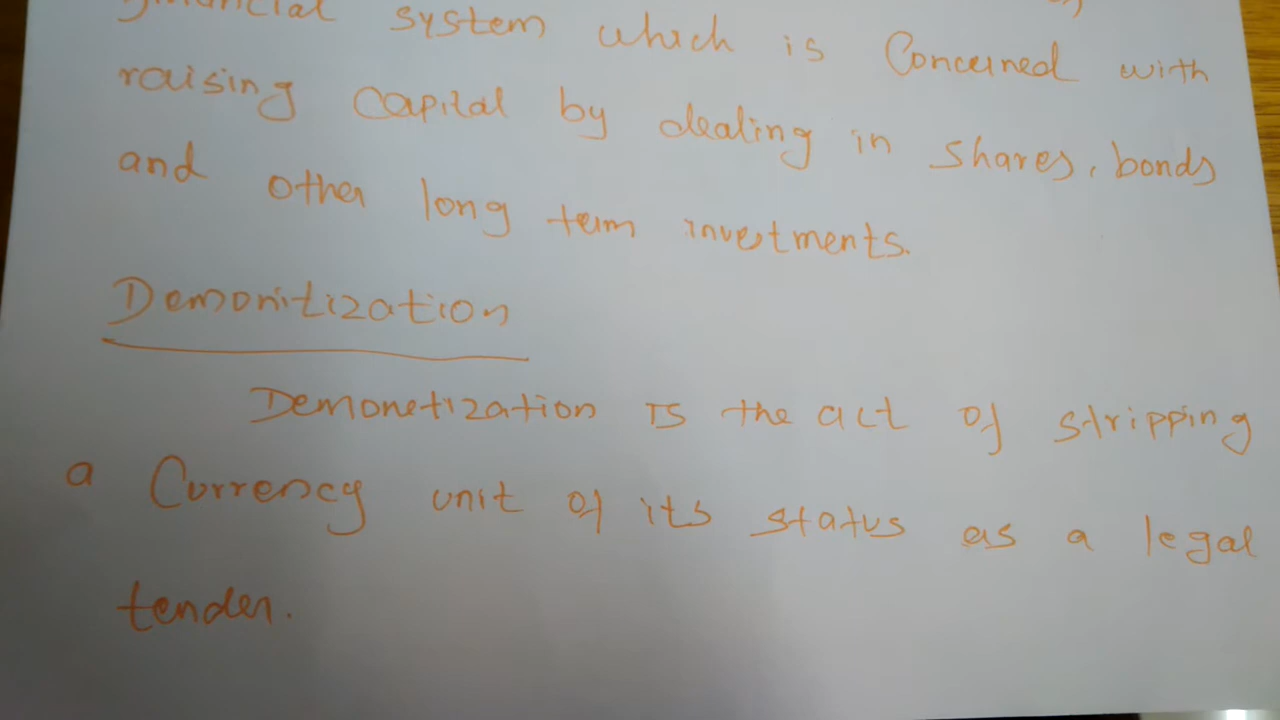 financial system which is Concerned with
raising Capital by dealing in shares, bonds
and other long term investments.
Demonitization
Demonetization is the act of stripping
a Currency unit of its status as a legal
tender.